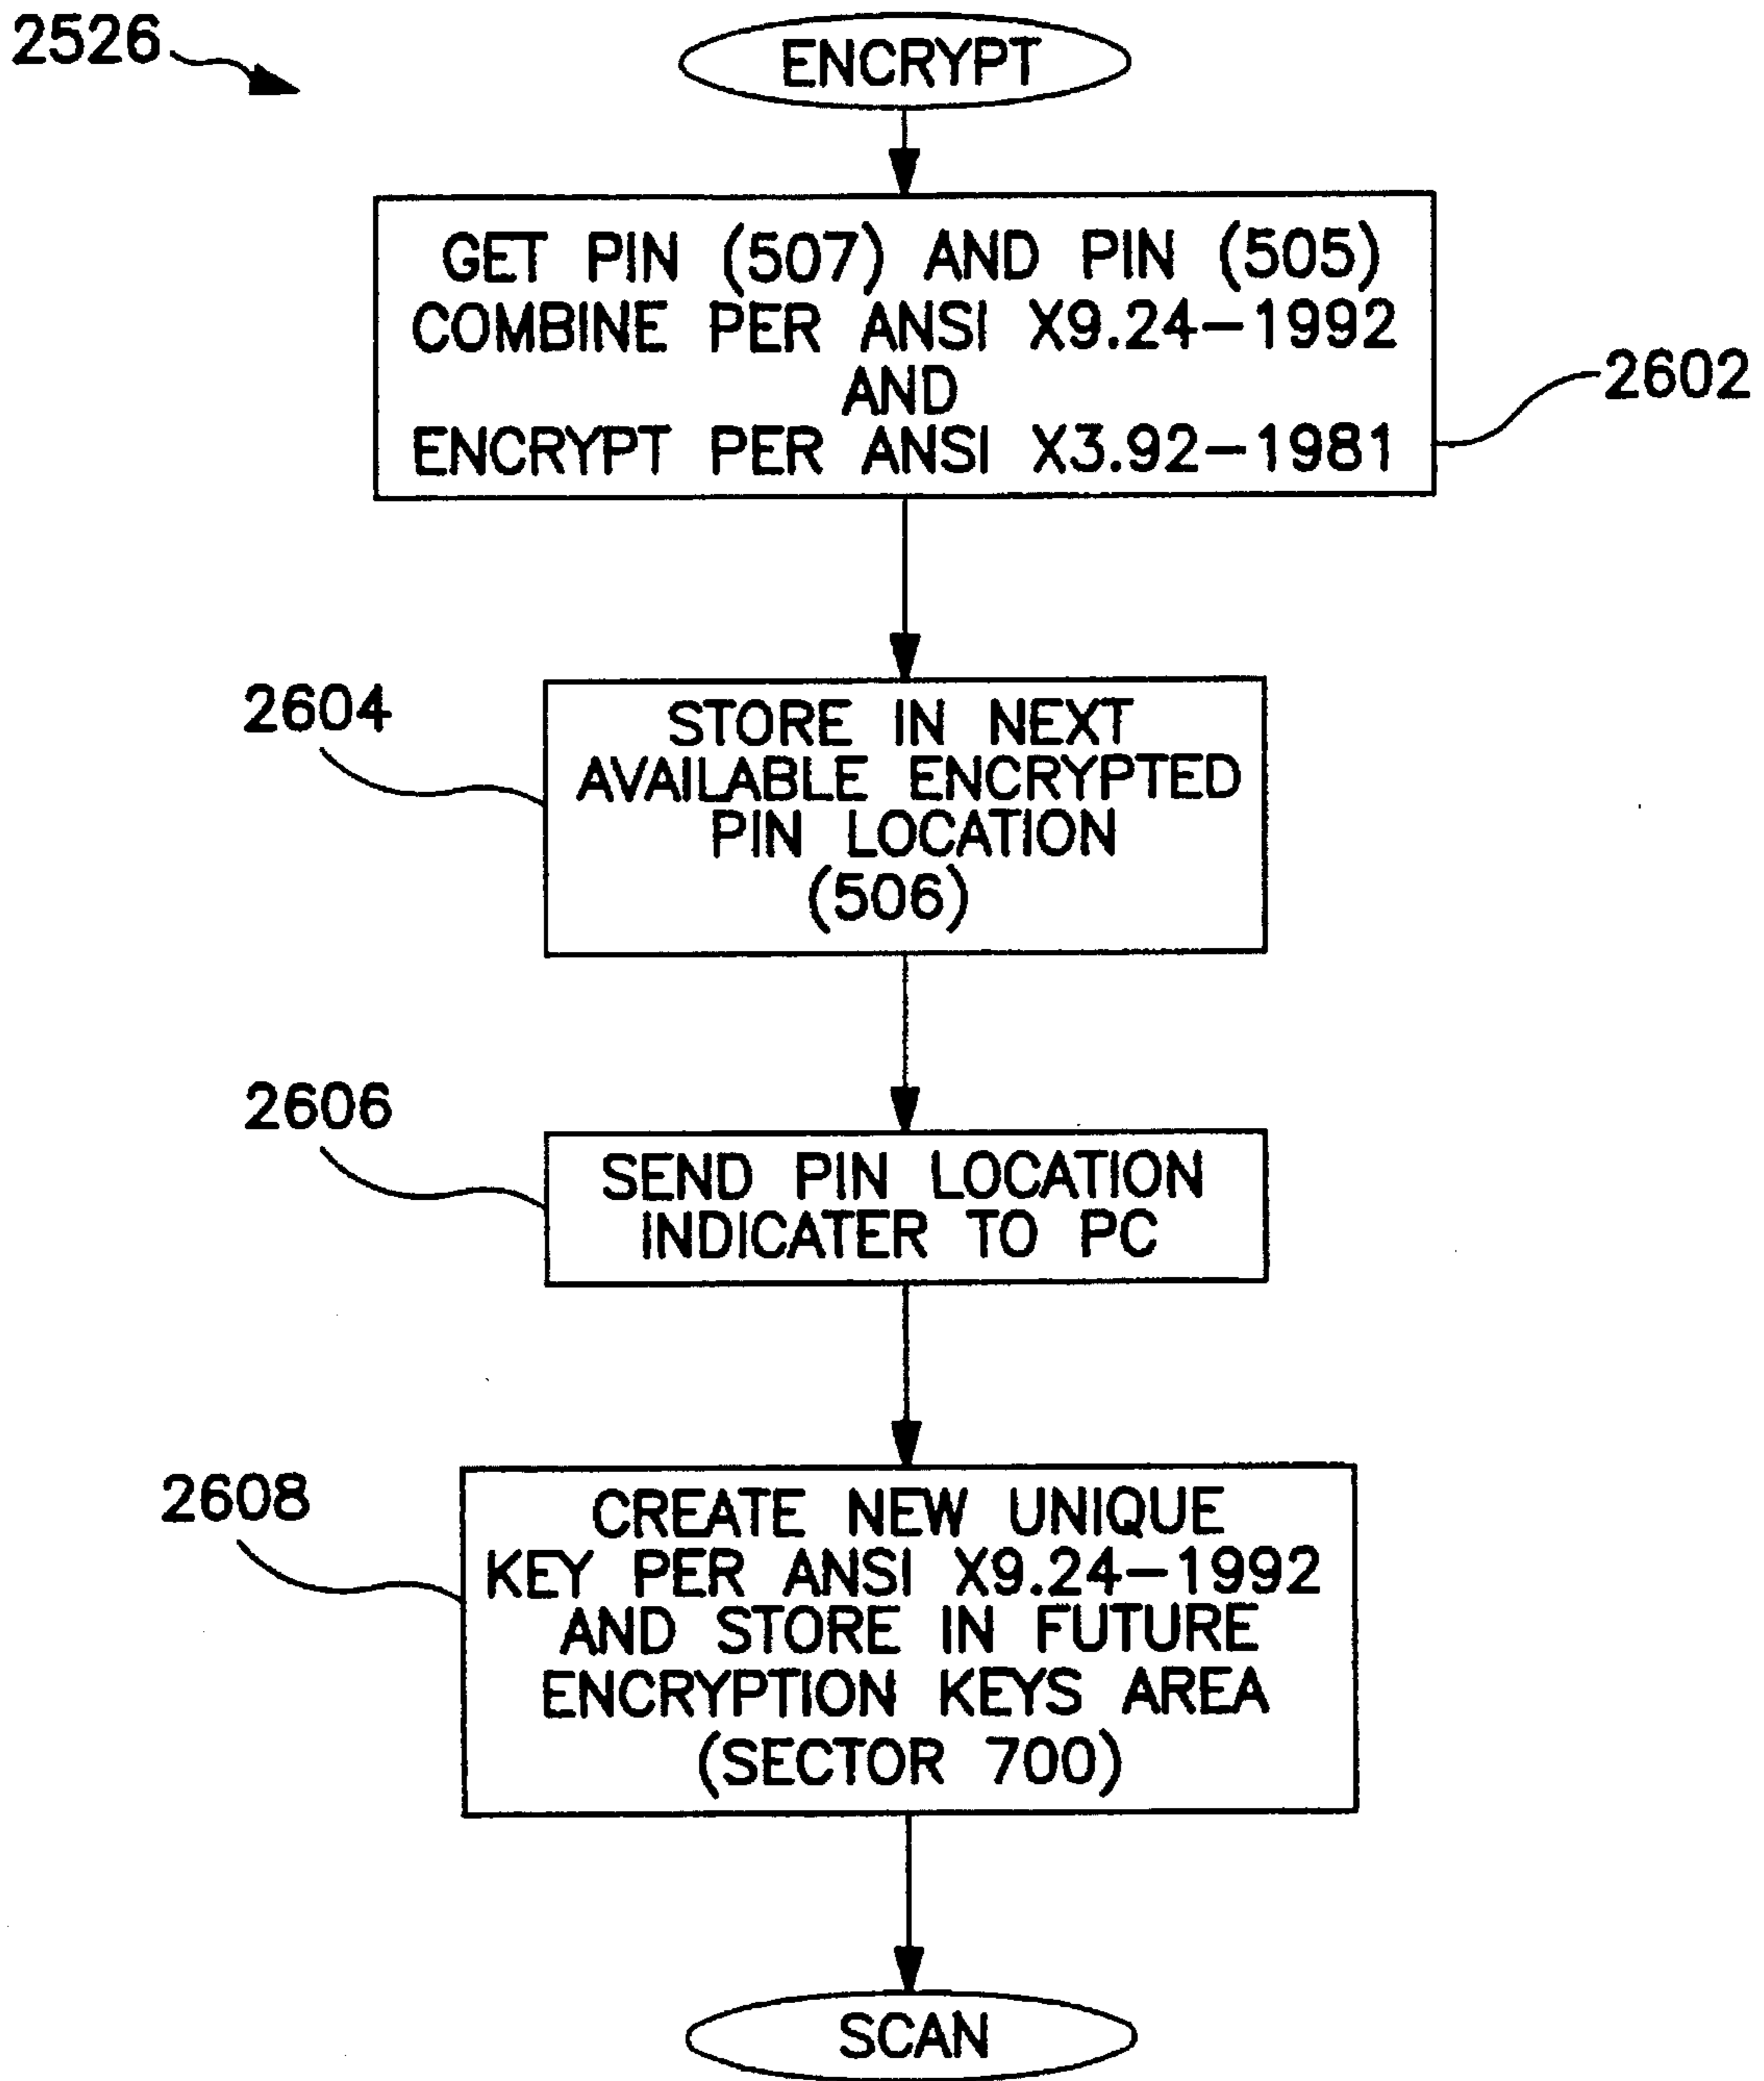 2526
ENCRYPT
GET PIN (507) AND PIN (505)
COMBINE PER ANSI X9.24-1992
AND
ENCRYPT PER ANSI X3.92-1981
2602
2604
STORE IN NEXT
AVAILABLE ENCRYPTED
PIN LOCATION
(506)
2606
SEND PIN LOCATION
INDICATER TO PC
2608
CREATE NEW UNIQUE
KEY PER ANSI X9.24-1992
AND STORE IN FUTURE
ENCRYPTION KEYS AREA
(SECTOR 700)
SCAN